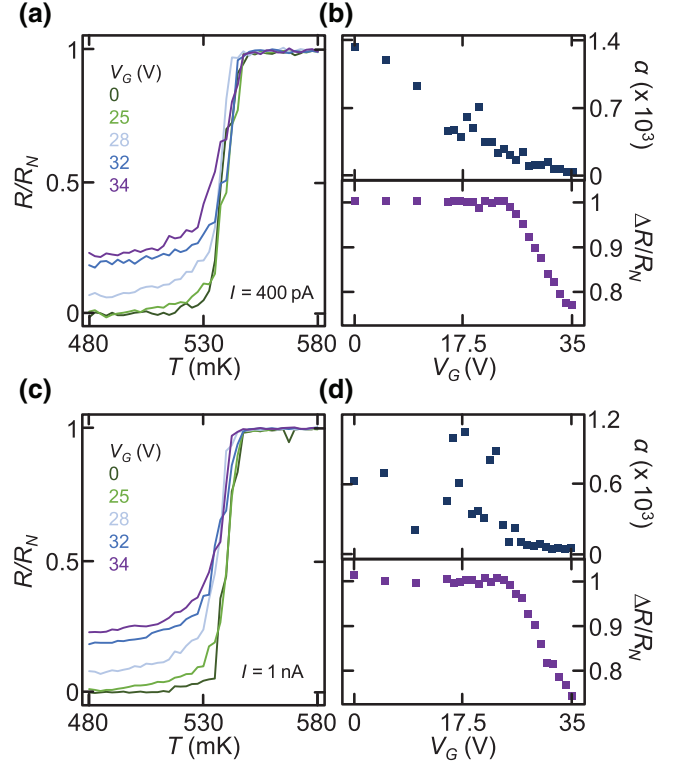 (a)
1
0.5
0
R/R_N
V_G (V)
0
25
28
32
34
I = 400 pA
480
530
580
T (mK)
(b)
1.4
0.7
0
α (x 10³)
1
0.9
0.8
ΔR/R_N
0
17.5
35
V_G (V)
(c)
1
0.5
0
R/R_N
V_G (V)
0
25
28
32
34
I = 1 nA
480
530
580
T (mK)
(d)
1.2
0.6
0
α (x 10³)
1
0.9
0.8
ΔR/R_N
0
17.5
35
V_G (V)